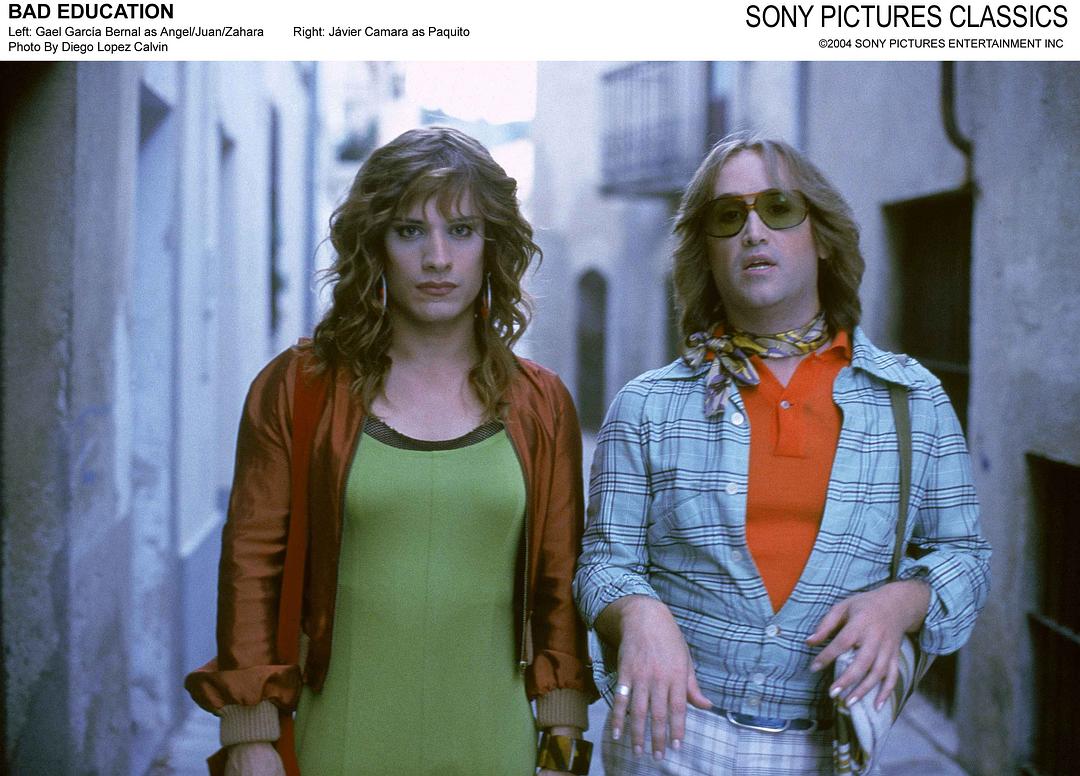 BAD EDUCATION
Left: Gael García Bernal as Angel/Juan/Zahara Right: Jávier Camara as Paquito
Photo By Diego Lopez Calvin
SONY PICTURES CLASSICS
©2004 SONY PICTURES ENTERTAINMENT INC